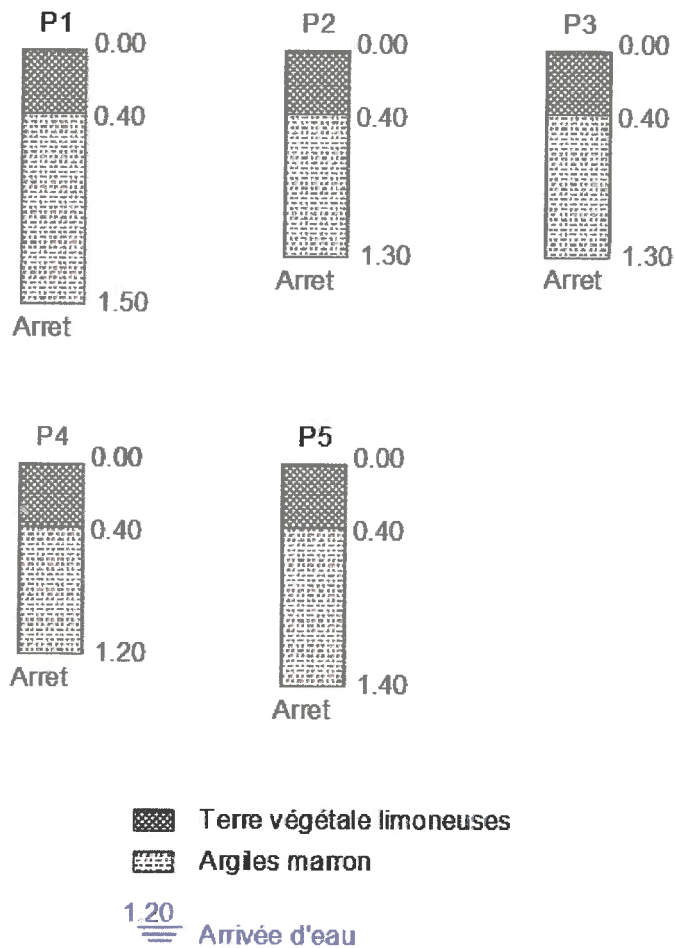 P1 P2 P3
0.00 0.00 0.00
0.40 0.40 0.40
1.30 1.30
Arret Arret
1.50
Arret
P4 P5
0.00 0.00
0.40 0.40
1.20
Arret
1.40
Arret
Terre végétale limoneuses
Argiles marron
1.20
Arrivée d'eau